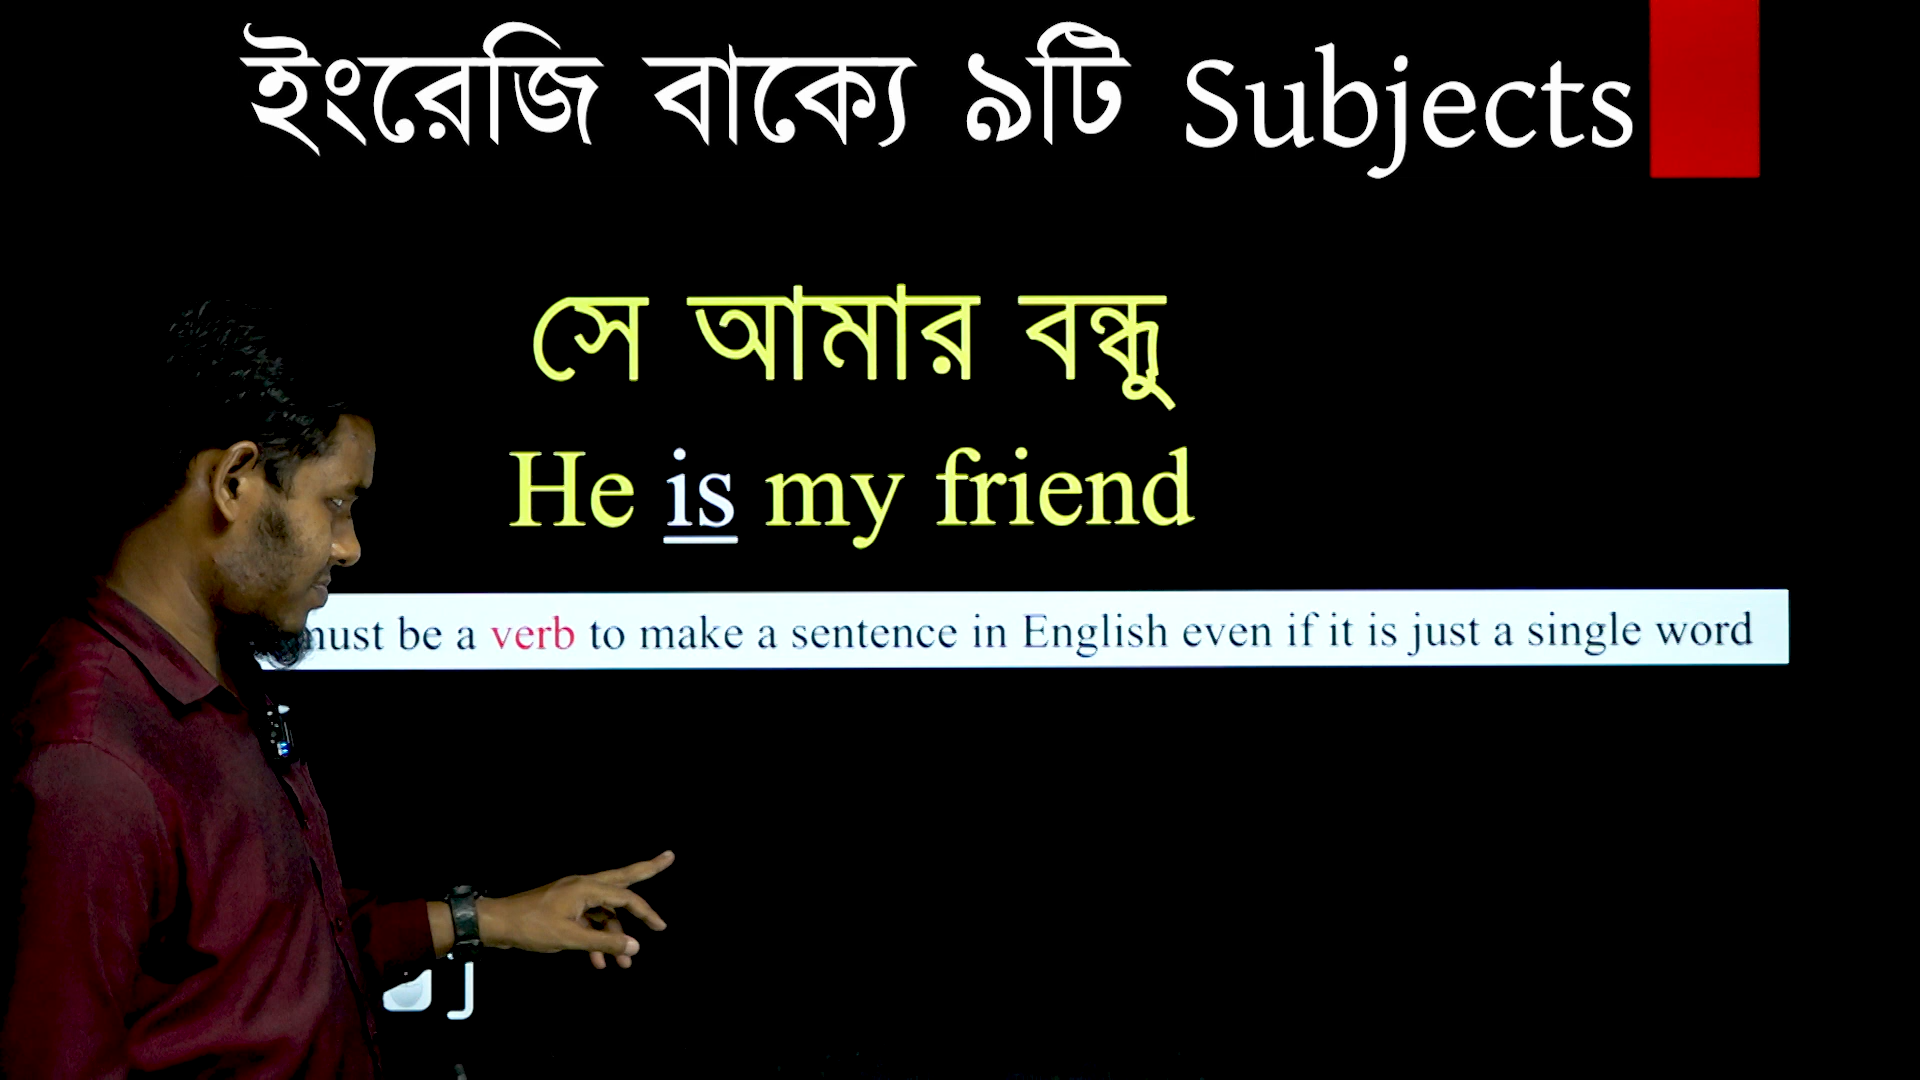 ইংরেজি বাক্যে ৯টি Subjects
সে আমার বন্ধু
He is my friend
must be a verb to make a sentence in English even if it is just a single word